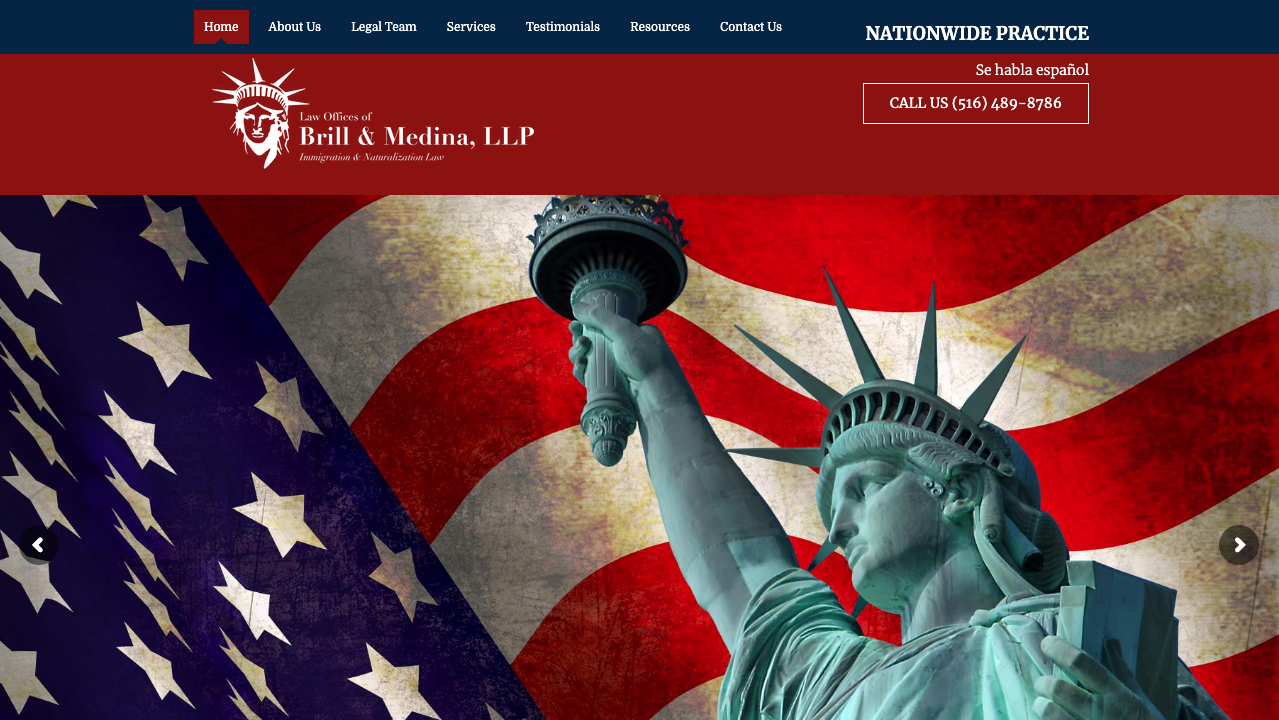 Home
About Us
Legal Team
Services
Testimonials
Resources
Contact Us
NATIONWIDE PRACTICE
Se habla español
CALL US (516) 489-8786
Law Offices of
Brill & Medina, LLP
Immigration & Naturalization Law